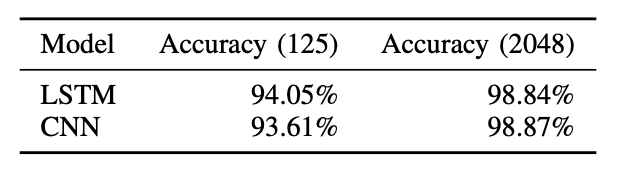 Model Accuracy (125) Accuracy (2048)
LSTM 94.05% 98.84%
CNN 93.61% 98.87%